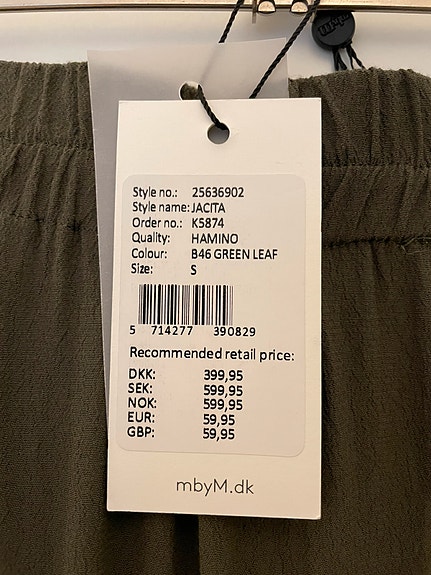 Style no.: 25636902
Style name: JACITA
Order no.: K5874
Quality: HAMINO
Colour: B46 GREEN LEAF
Size: S
5 714277 390829
Recommended retail price:
DKK: 399,95
SEK: 599,95
NOK: 599,95
EUR: 59,95
GBP: 59,95
mbyM.dk